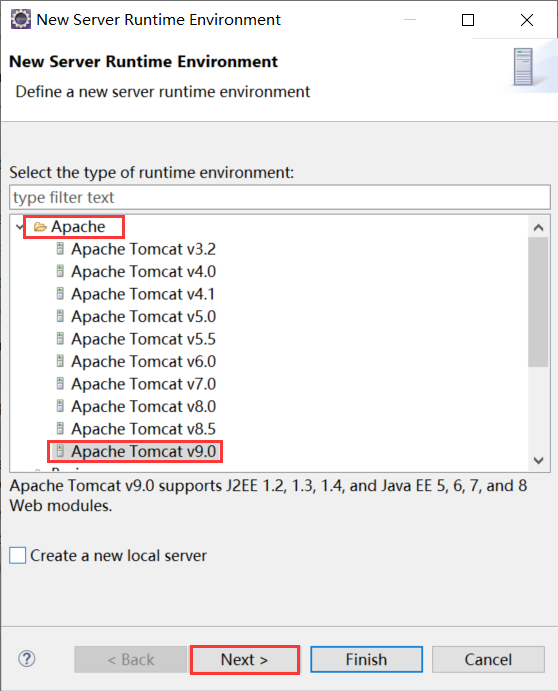 New Server Runtime Environment
New Server Runtime Environment
Define a new server runtime environment
Select the type of runtime environment:
type filter text
Apache
Apache Tomcat v3.2
Apache Tomcat v4.0
Apache Tomcat v4.1
Apache Tomcat v5.0
Apache Tomcat v5.5
Apache Tomcat v6.0
Apache Tomcat v7.0
Apache Tomcat v8.0
Apache Tomcat v8.5
Apache Tomcat v9.0
Apache Tomcat v9.0 supports J2EE 1.2, 1.3, 1.4, and Java EE 5, 6, 7, and 8
Web modules.
Create a new local server
? < Back Next > Finish Cancel